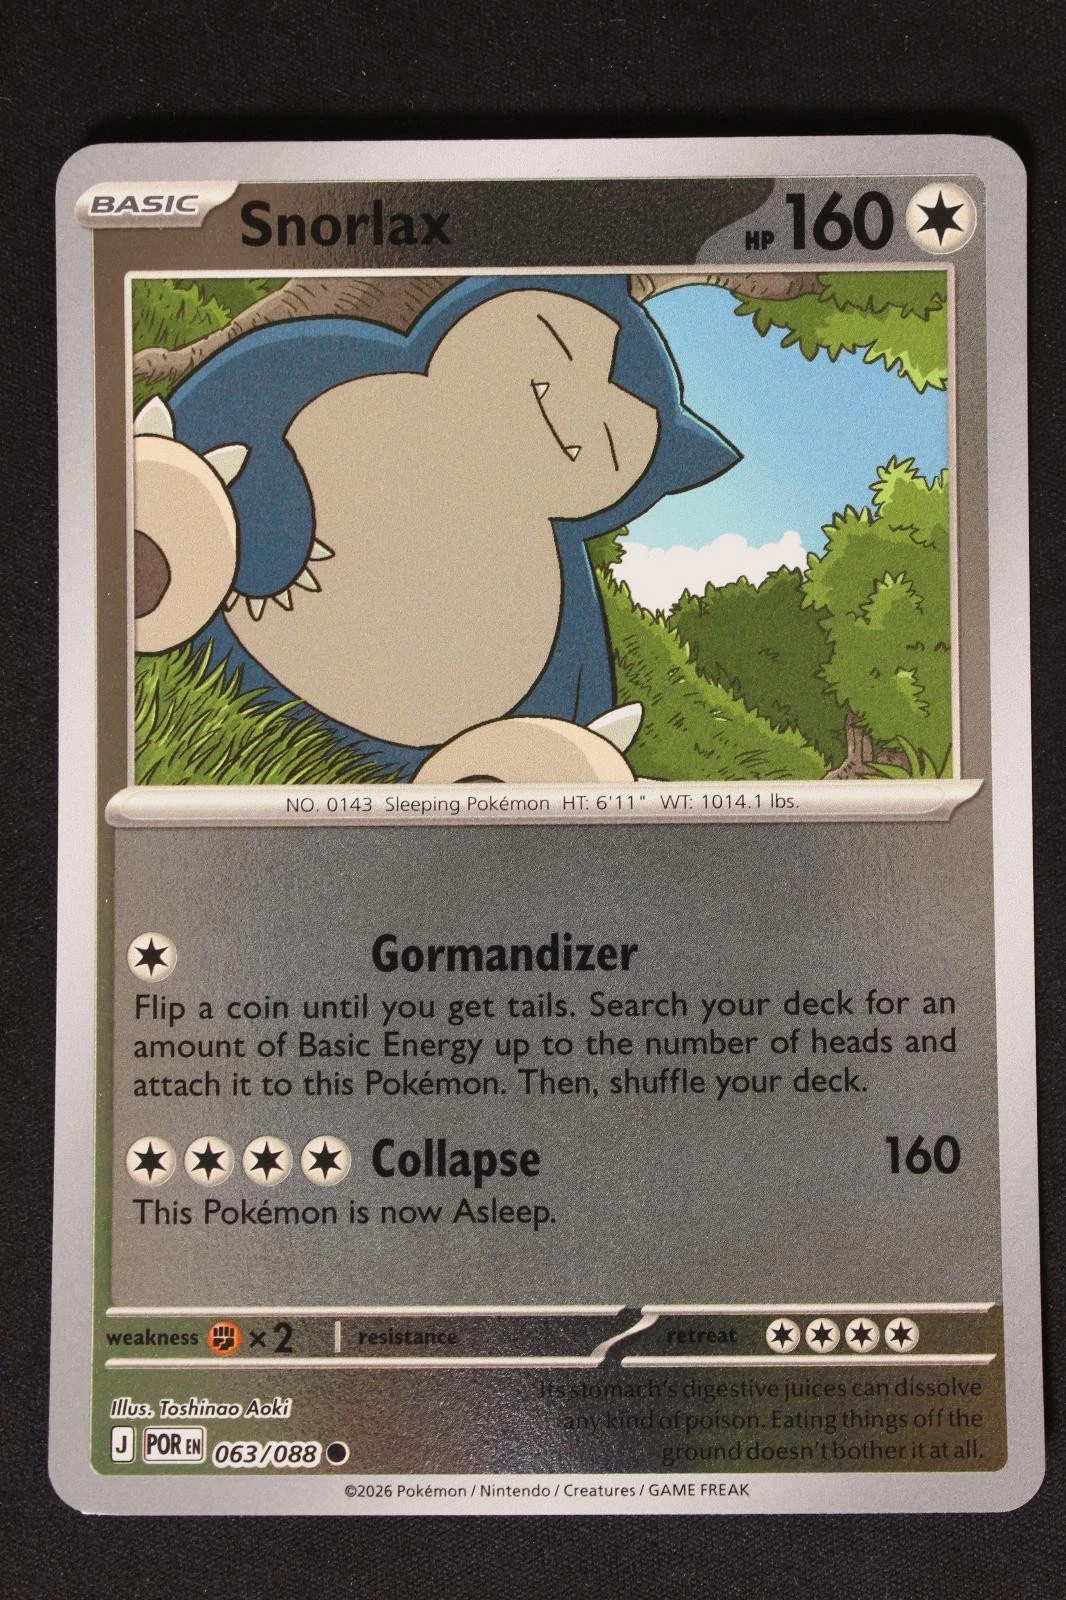 BASIC Snorlax HP 160
NO. 0143 Sleeping Pokémon HT: 6'11" WT: 1014.1 lbs.
Gormandizer
Flip a coin until you get tails. Search your deck for an
amount of Basic Energy up to the number of heads and
attach it to this Pokémon. Then, shuffle your deck.
Collapse 160
This Pokémon is now Asleep.
weakness ×2 resistance retreat
Its stomach's digestive juices can dissolve
any kind of poison. Eating things off the
ground doesn't bother it at all.
Illus. Toshinao Aoki
J POR EN 063/088
©2026 Pokémon / Nintendo / Creatures / GAME FREAK